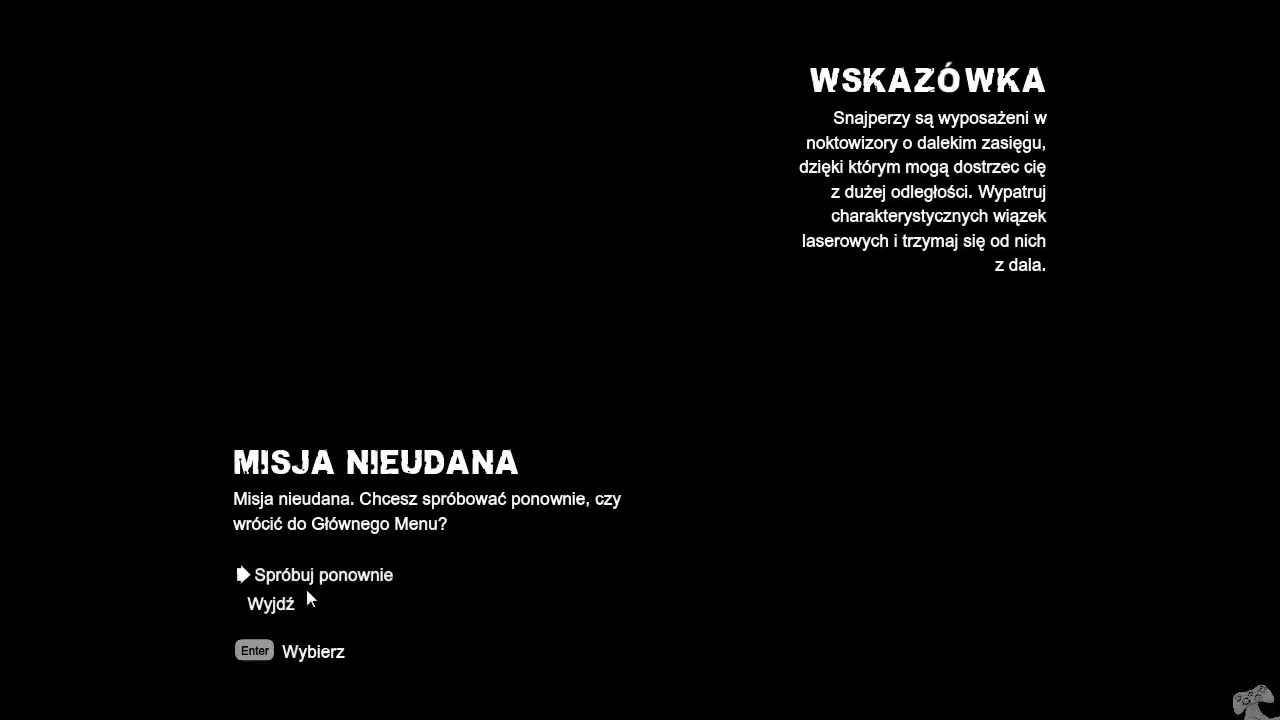 WSKAZÓWKA
Snajperzy są wyposażeni w
noktowizory o dalekim zasięgu,
dzięki którym mogą dostrzec cię
z dużej odległości. Wypatruj
charakterystycznych wiązek
laserowych i trzymaj się od nich
z dala.
MISJA NIEUDANA
Misja nieudana. Chcesz spróbować ponownie, czy
wrócić do Głównego Menu?
Spróbuj ponownie
Wyjdź
Enter Wybierz